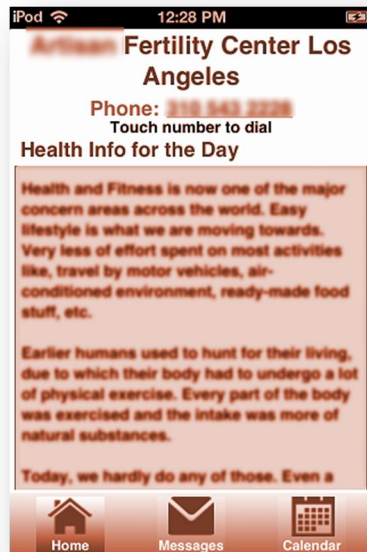 iPod 12:28 PM
Fertility Center Los
Angeles
Phone:
Touch number to dial
Health Info for the Day
Health and Fitness is now one of the major
concern areas across the world. Easy
lifestyle is what we are moving towards.
Very less of effort spent on most activities
like, travel by motor vehicles, air-
conditioned environment, ready-made food
stuff, etc.
Earlier humans used to hunt for their living,
due to which their body had to undergo a lot
of physical exercise. Every part of the body
was exercised and the intake was more of
natural substances.
Today, we hardly do any of those. Even a
Home Messages Calendar